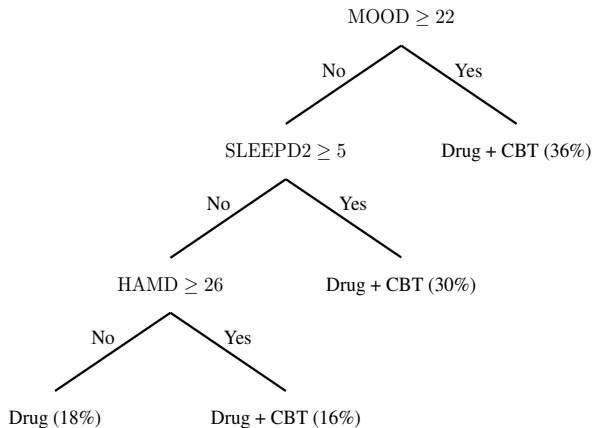 MOOD ≥ 22
No
Yes
SLEEPD2 ≥ 5
Drug + CBT (36%)
No
Yes
HAMD ≥ 26
Drug + CBT (30%)
No
Yes
Drug (18%)
Drug + CBT (16%)